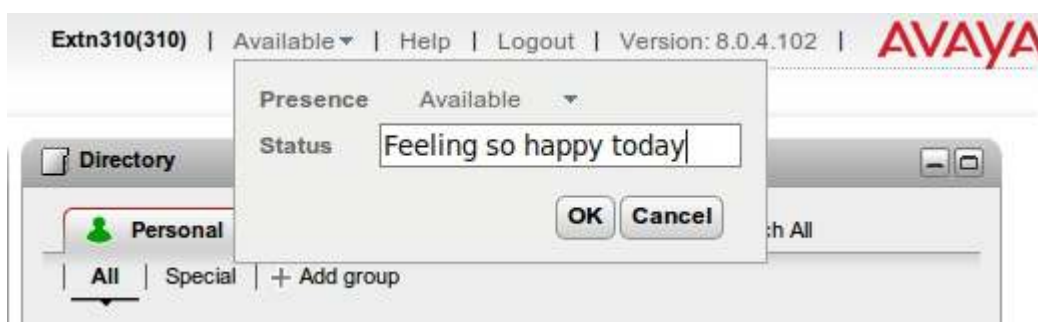 Extn310(310) | Available | Help | Logout | Version: 8.0.4.102 | AVAYA
Presence Available
Status Feeling so happy today
Directory
OK Cancel
Personal
All
All | Special | + Add group